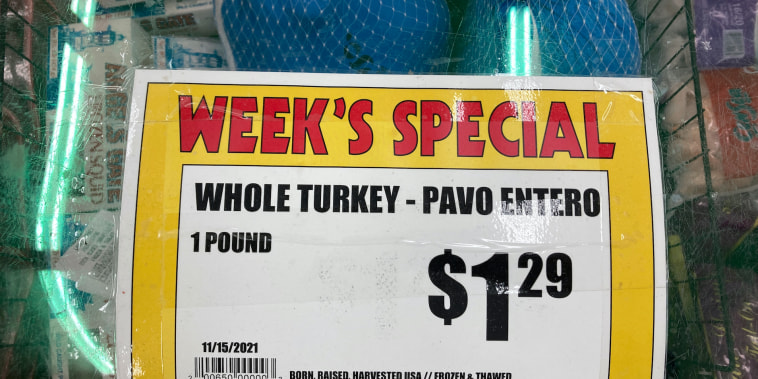 WEEK'S SPECIAL
WHOLE TURKEY - PAVO ENTERO
1 POUND
$1 29
11/15/2021
BORN, RAISED, HARVESTED USA // FROZEN & THAWED